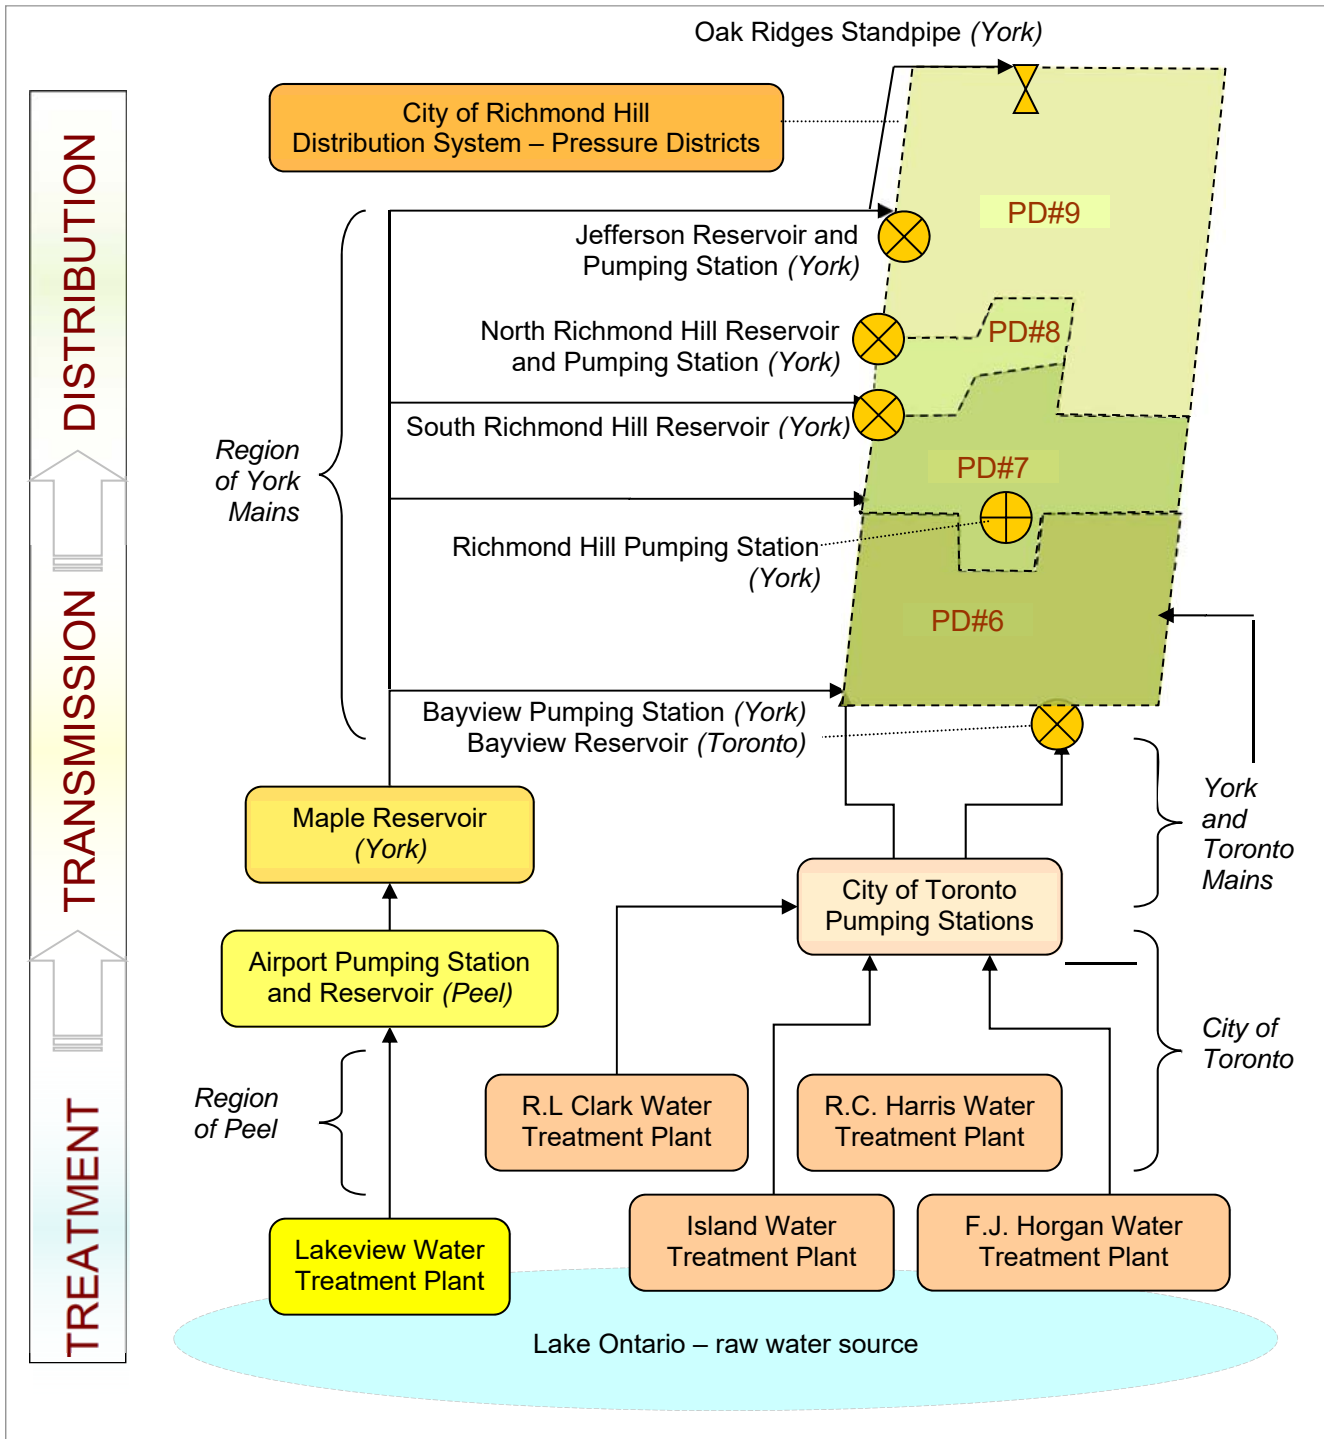 Oak Ridges Standpipe (York)
City of Richmond Hill
Distribution System – Pressure Districts
DISTRIBUTION
TRANSMISSION
TREATMENT
PD#9
Jefferson Reservoir and
Pumping Station (York)
North Richmond Hill Reservoir
and Pumping Station (York)
PD#8
South Richmond Hill Reservoir (York)
Region
of York
Mains
PD#7
Richmond Hill Pumping Station
(York)
PD#6
Bayview Pumping Station (York)
Bayview Reservoir (Toronto)
York
and
Toronto
Mains
Maple Reservoir
(York)
City of Toronto
Pumping Stations
Airport Pumping Station
and Reservoir (Peel)
City of
Toronto
Region
of Peel
R.L Clark Water
Treatment Plant
R.C. Harris Water
Treatment Plant
Lakeview Water
Treatment Plant
Island Water
Treatment Plant
F.J. Horgan Water
Treatment Plant
Lake Ontario – raw water source